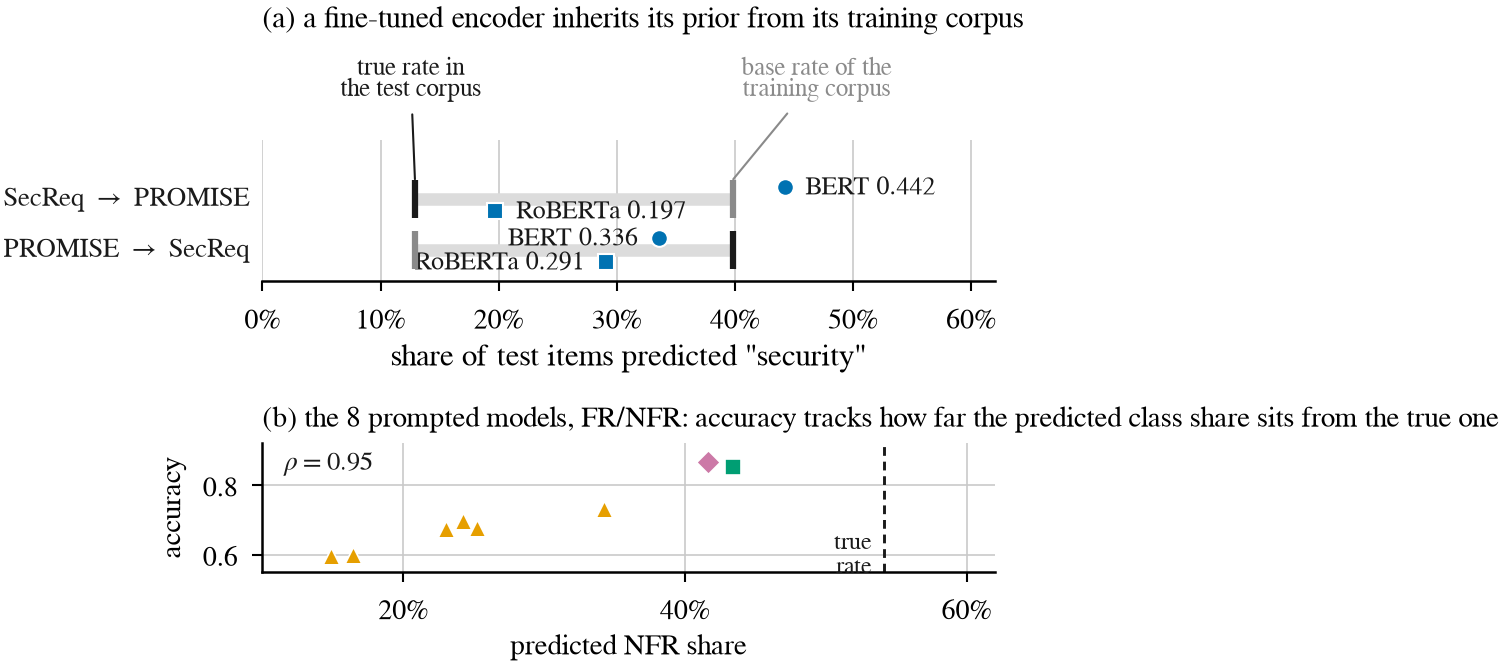 (a) a fine-tuned encoder inherits its prior from its training corpus
true rate in
the test corpus
base rate of the
training corpus
SecReq → PROMISE
BERT 0.442
RoBERTa 0.197
PROMISE → SecReq
BERT 0.336
RoBERTa 0.291
0% 10% 20% 30% 40% 50% 60%
share of test items predicted "security"
(b) the 8 prompted models, FR/NFR: accuracy tracks how far the predicted class share sits from the true one
ρ = 0.95
accuracy
0.8
0.6
true
rate
20% 40% 60%
predicted NFR share